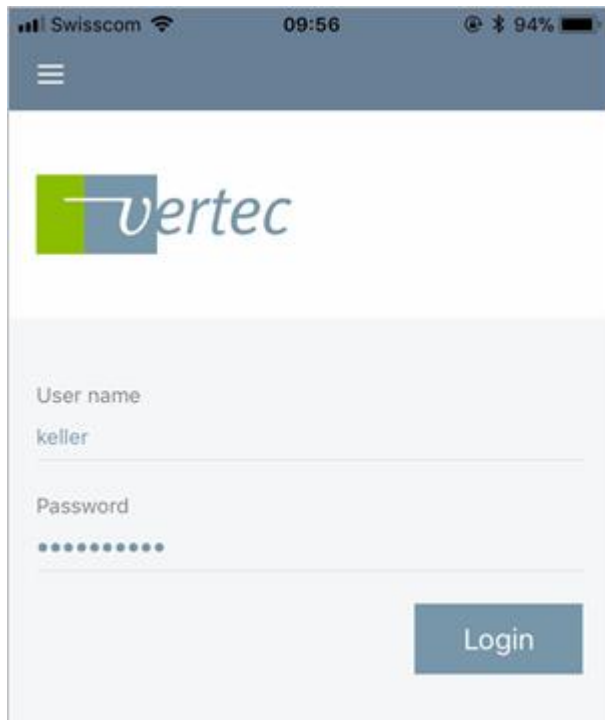 Swisscom 09:56 94%
vertec
User name
keller
Password
••••••••••
Login